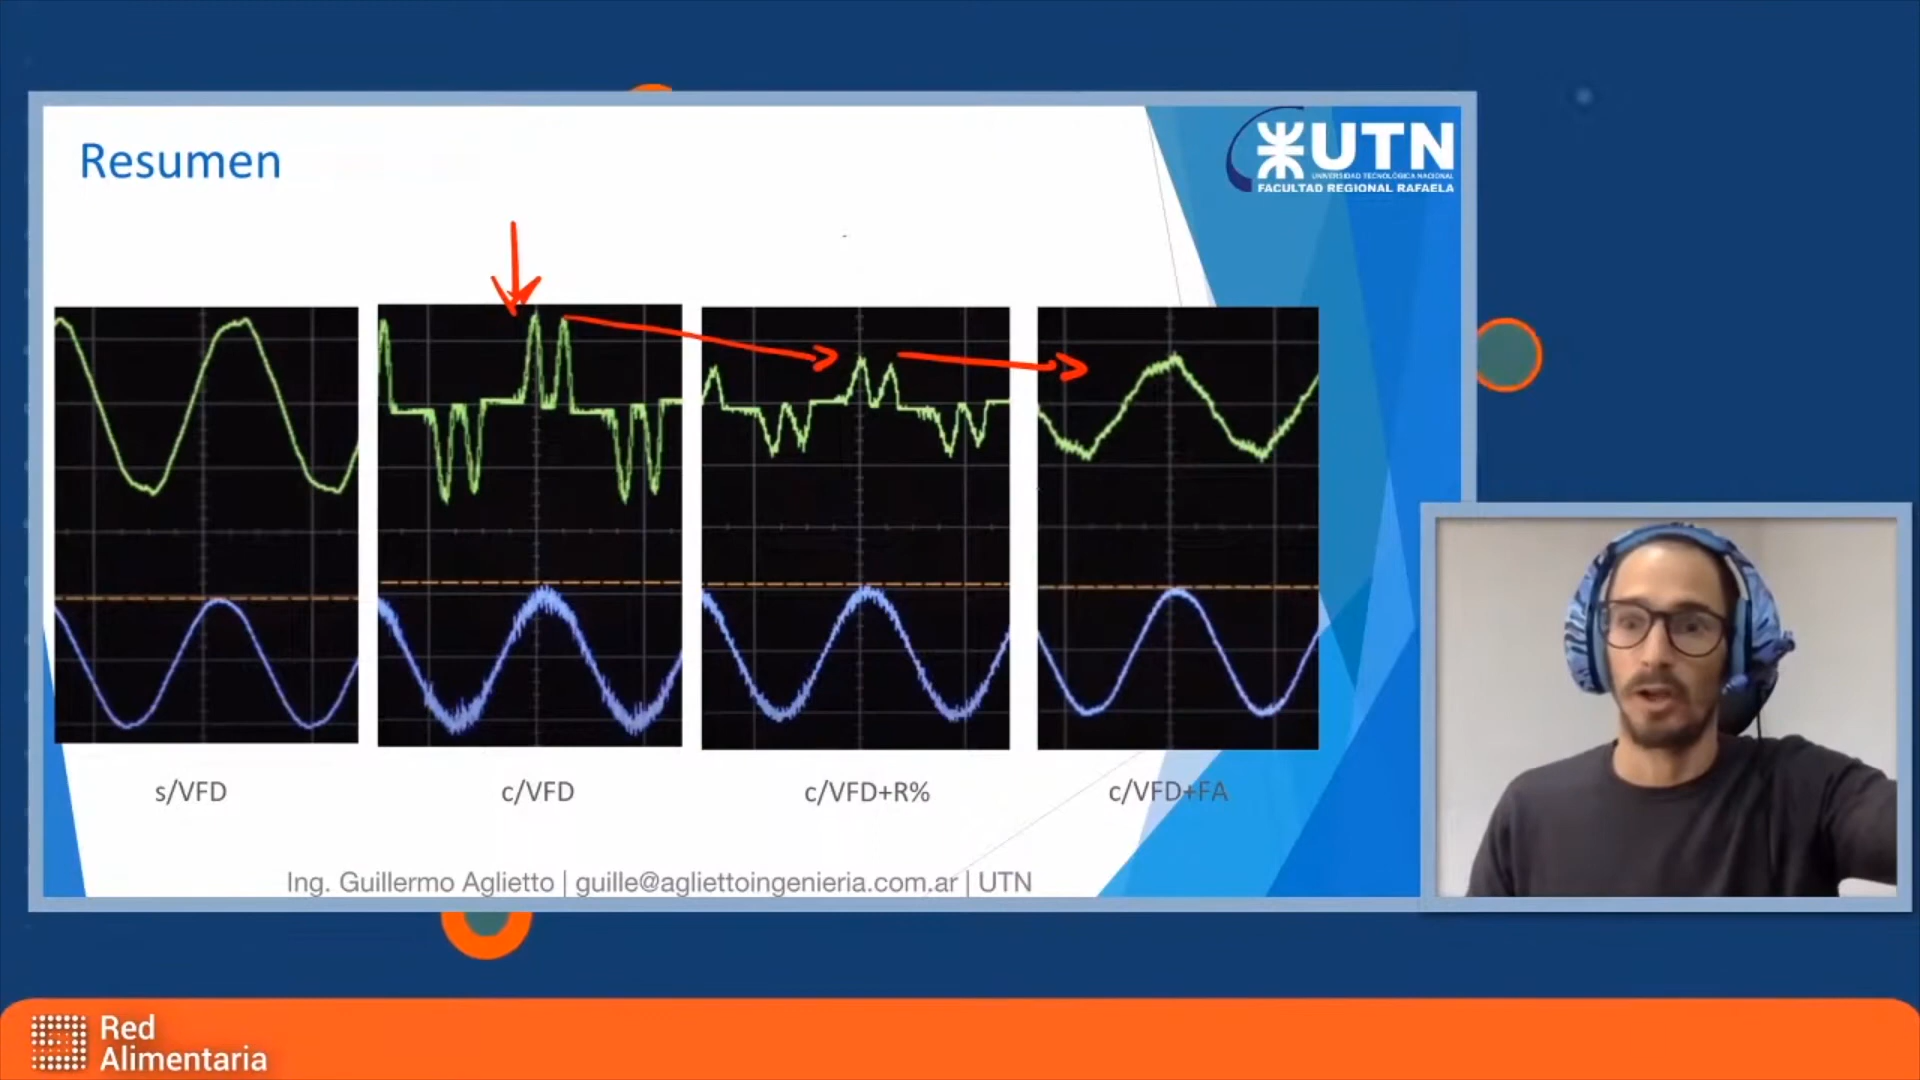 Resumen
UTN
UNIVERSIDAD TECNOLÓGICA NACIONAL
FACULTAD REGIONAL RAFAELA
s/VFD
c/VFD
c/VFD+R%
c/VFD+FA
Ing. Guillermo Aglietto | guille@agliettoingenieria.com.ar | UTN
Red
Alimentaria